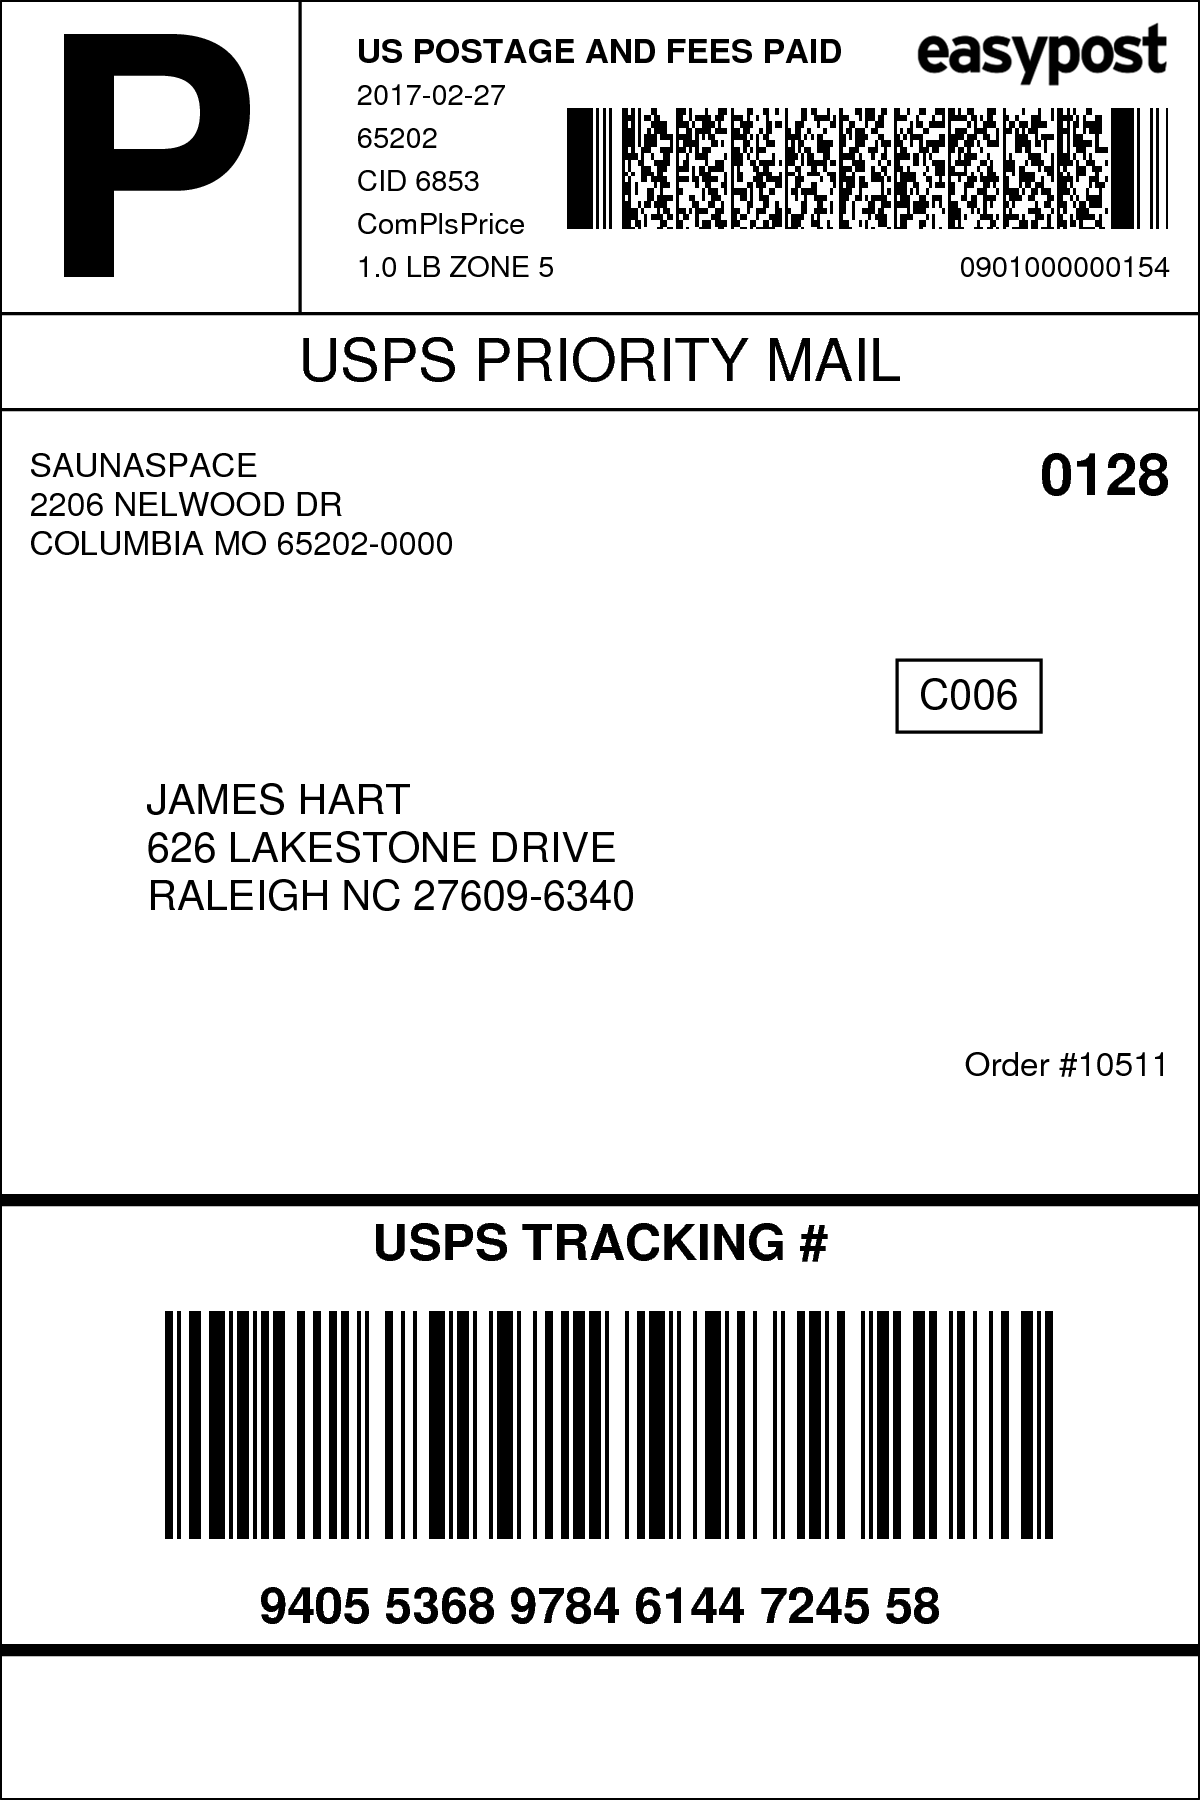 P
US POSTAGE AND FEES PAID
easypost
2017-02-27
65202
CID 6853
ComPlsPrice
1.0 LB ZONE 5
0901000000154
USPS PRIORITY MAIL
SAUNASPACE
2206 NELWOOD DR
COLUMBIA MO 65202-0000
0128
C006
JAMES HART
626 LAKESTONE DRIVE
RALEIGH NC 27609-6340
Order #10511
USPS TRACKING #
9405 5368 9784 6144 7245 58